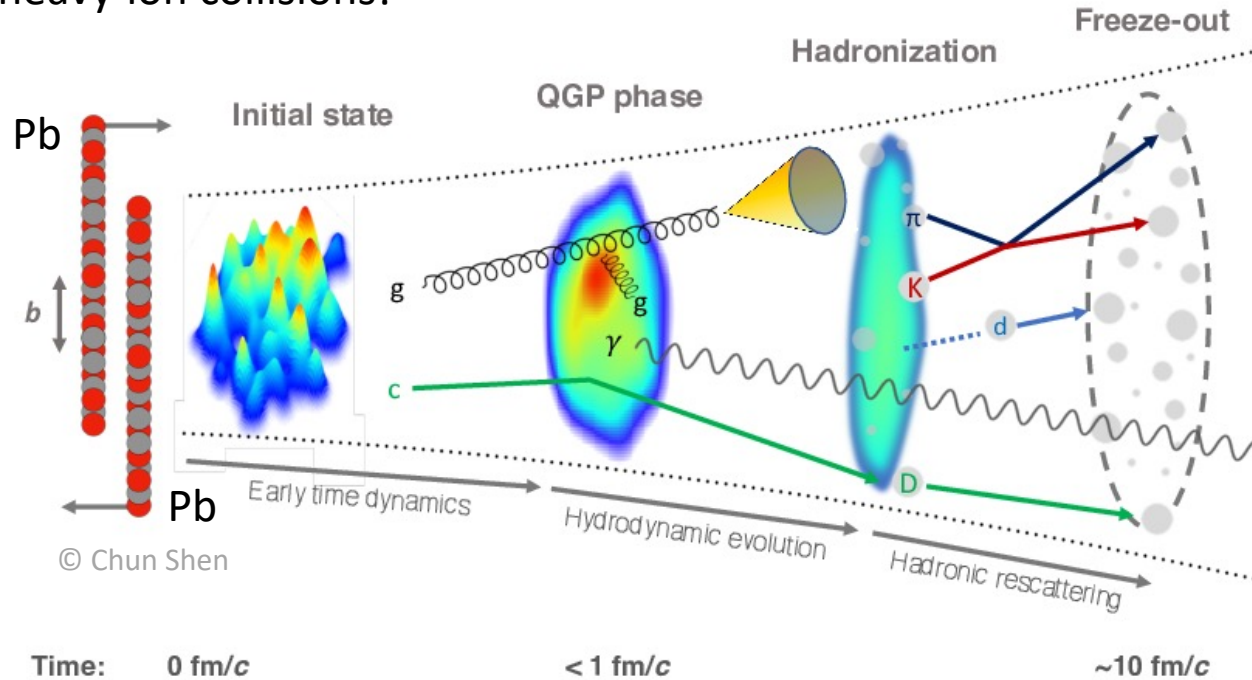 heavy-ion collisions?
Freeze-out
Hadronization
QGP phase
Initial state
Pb
π
g
K
g
b
d
γ
c
D
Pb
Early time dynamics
Hydrodynamic evolution
Hadronic rescattering
© Chun Shen
Time: 0 fm/c < 1 fm/c ~10 fm/c